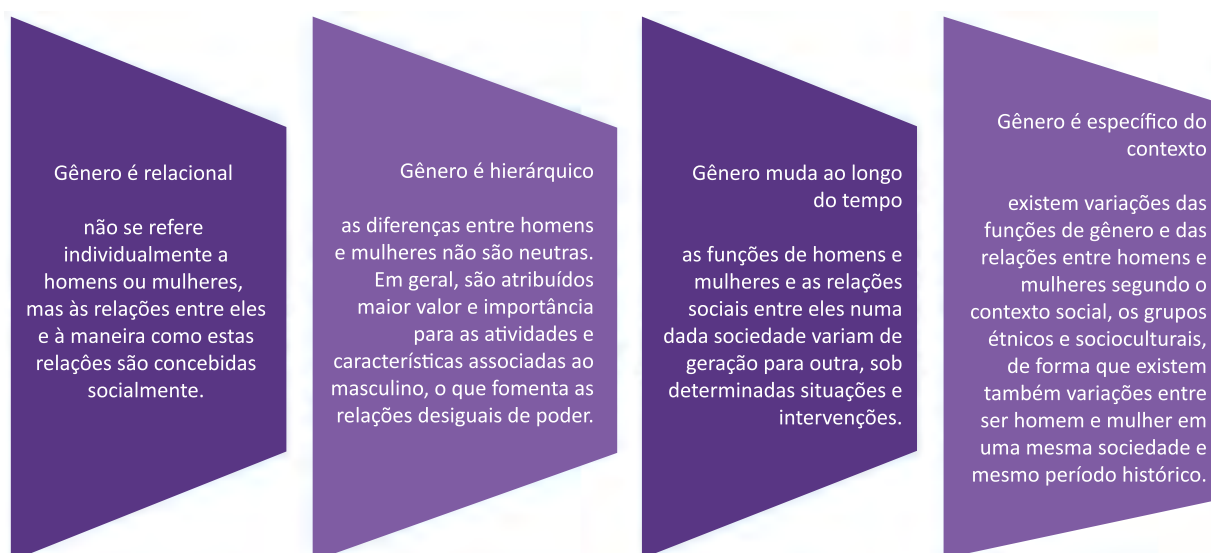 Gênero é relacional
não se refere
individualmente a
homens ou mulheres,
mas às relações entre eles
e à maneira como estas
relações são concebidas
socialmente.
Gênero é hierárquico
as diferenças entre homens
e mulheres não são neutras.
Em geral, são atribuídos
maior valor e importância
para as atividades e
características associadas ao
masculino, o que fomenta as
relações desiguais de poder.
Gênero muda ao longo
do tempo
as funções de homens e
mulheres e as relações
sociais entre eles numa
dada sociedade variam de
geração para outra, sob
determinadas situações e
intervenções.
Gênero é específico do
contexto
existem variações das
funções de gênero e das
relações entre homens e
mulheres segundo o
contexto social, os grupos
étnicos e socioculturais,
de forma que existem
também variações entre
ser homem e mulher em
uma mesma sociedade e
mesmo período histórico.